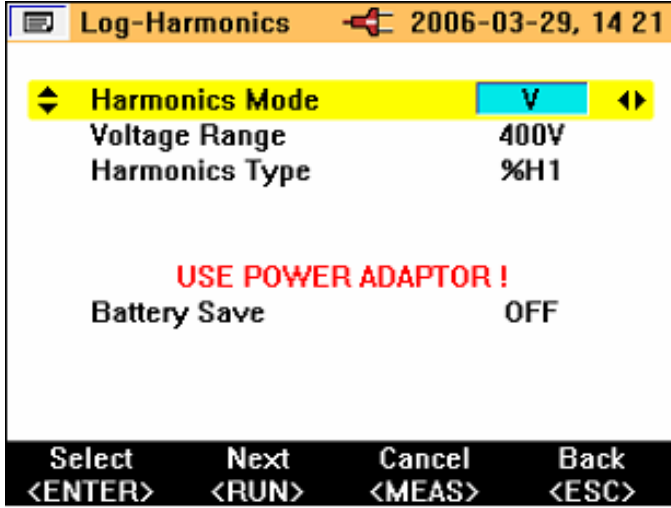 Log-Harmonics 2006-03-29, 14 21
Harmonics Mode V
Voltage Range 400V
Harmonics Type %H1
USE POWER ADAPTOR !
Battery Save OFF
Select Next Cancel Back
<ENTER> <RUN> <MEAS> <ESC>